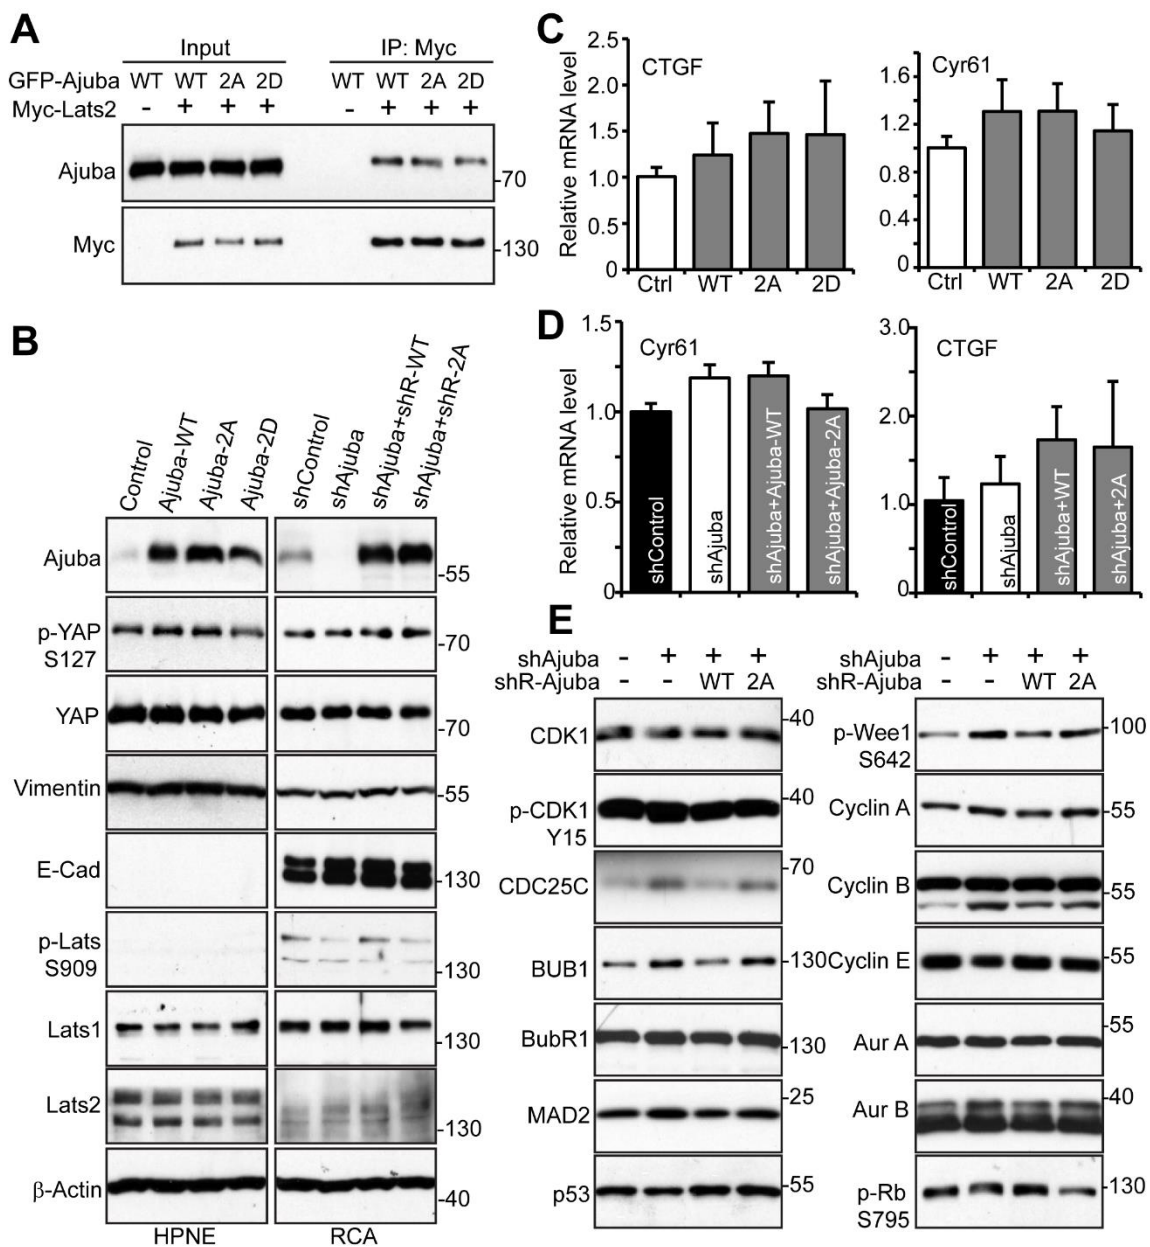 A
Input IP: Myc
GFP-Ajuba WT WT 2A 2D WT WT 2A 2D
Myc-Lats2 - + + + - + + +
Ajuba
-70
Myc
-130
B
Control Ajuba-WT Ajuba-2A Ajuba-2D shControl shAjuba shAjuba+shR-WT shAjuba+shR-2A
Ajuba
-55
p-YAP
S127
-70
YAP
-70
Vimentin
-55
E-Cad
-130
p-Lats
S909
-130
Lats1
-130
Lats2
-130
β-Actin
-40
HPNE RCA
C
Relative mRNA level
2.5
2.0
1.5
1.0
0.5
0
CTGF
Ctrl WT 2A 2D
1.6
1.2
0.8
0.4
0
Cyr61
Ctrl WT 2A 2D
D
Relative mRNA level
1.5
1.0
0.5
0
Cyr61
shControl
shAjuba
shAjuba+Ajuba-WT
shAjuba+Ajuba-2A
3.0
2.0
1.0
0
CTGF
shControl
shAjuba
shAjuba+WT
shAjuba+2A
E
shAjuba - + + +
shR-Ajuba - - WT 2A
CDK1
-40
p-CDK1
Y15
-40
CDC25C
-70
BUB1
-130
BubR1
-130
MAD2
-25
p53
-55
shAjuba - + + +
shR-Ajuba - - WT 2A
p-Wee1
S642
-100
Cyclin A
-55
Cyclin B
-55
Cyclin E
-55
Aur A
-55
Aur B
-40
p-Rb
S795
-130